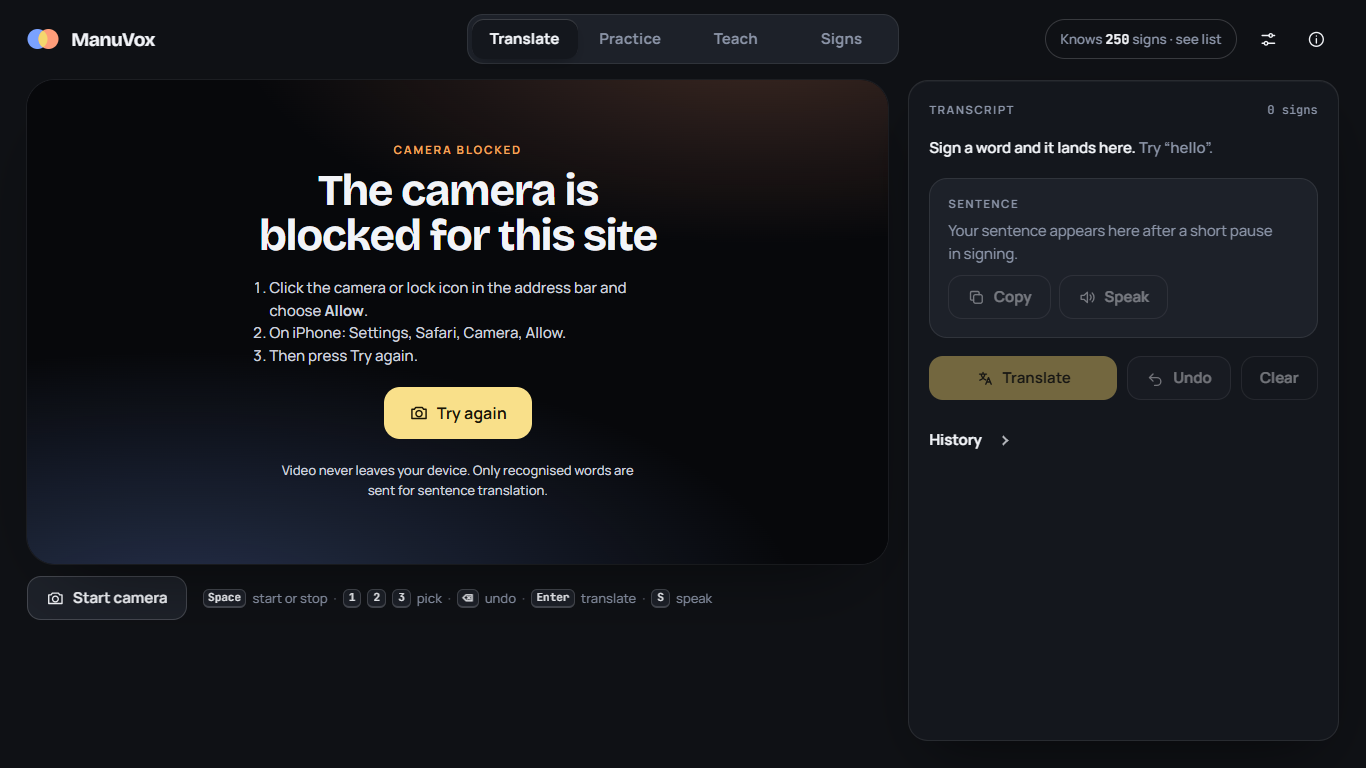 ManuVox
Translate Practice Teach Signs
Knows 250 signs · see list
CAMERA BLOCKED
The camera is
blocked for this site
1. Click the camera or lock icon in the address bar and
choose Allow.
2. On iPhone: Settings, Safari, Camera, Allow.
3. Then press Try again.
Try again
Video never leaves your device. Only recognised words are
sent for sentence translation.
Start camera
Space start or stop · 1 2 3 pick · ⌫ undo · Enter translate · S speak
TRANSCRIPT 0 signs
Sign a word and it lands here. Try “hello”.
SENTENCE
Your sentence appears here after a short pause
in signing.
Copy Speak
Translate Undo Clear
History